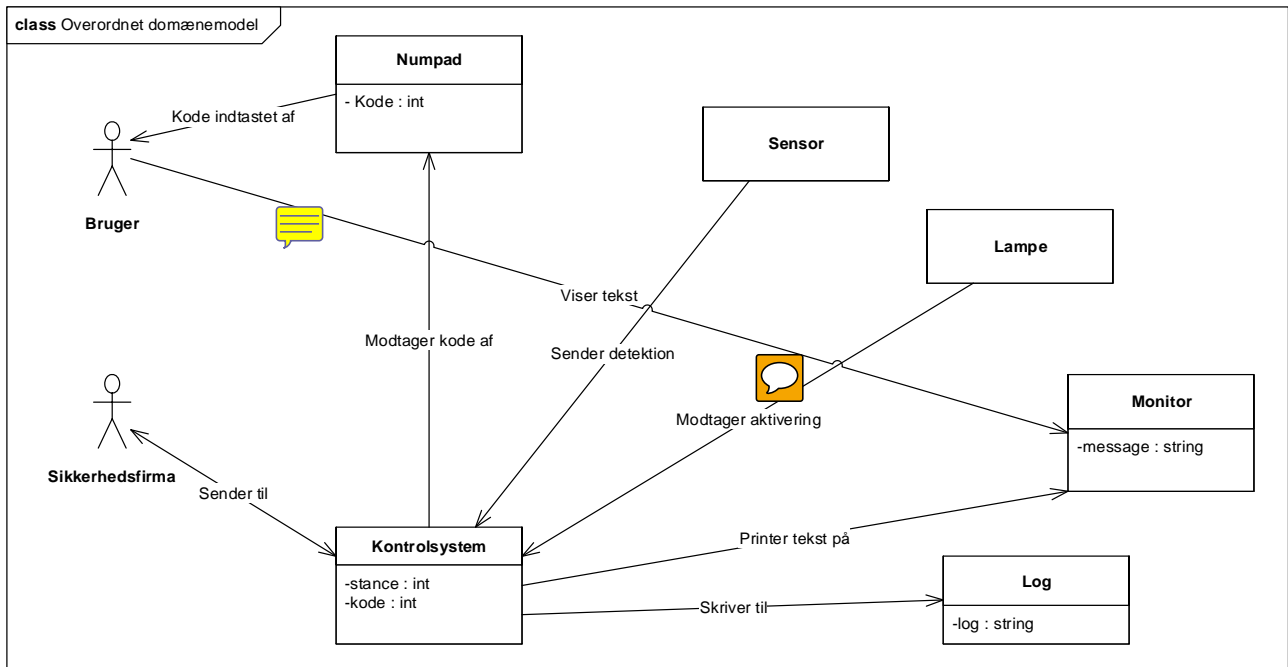 class Overordnet domænemodel
Numpad
- Kode : int
Kode indtastet af
Sensor
Bruger
Lampe
Viser tekst
Modtager kode af
Sender detektion
Monitor
-message : string
Modtager aktivering
Sikkerhedsfirma
Sender til
Kontrolsystem
-stance : int
-kode : int
Printer tekst på
Log
-log : string
Skriver til